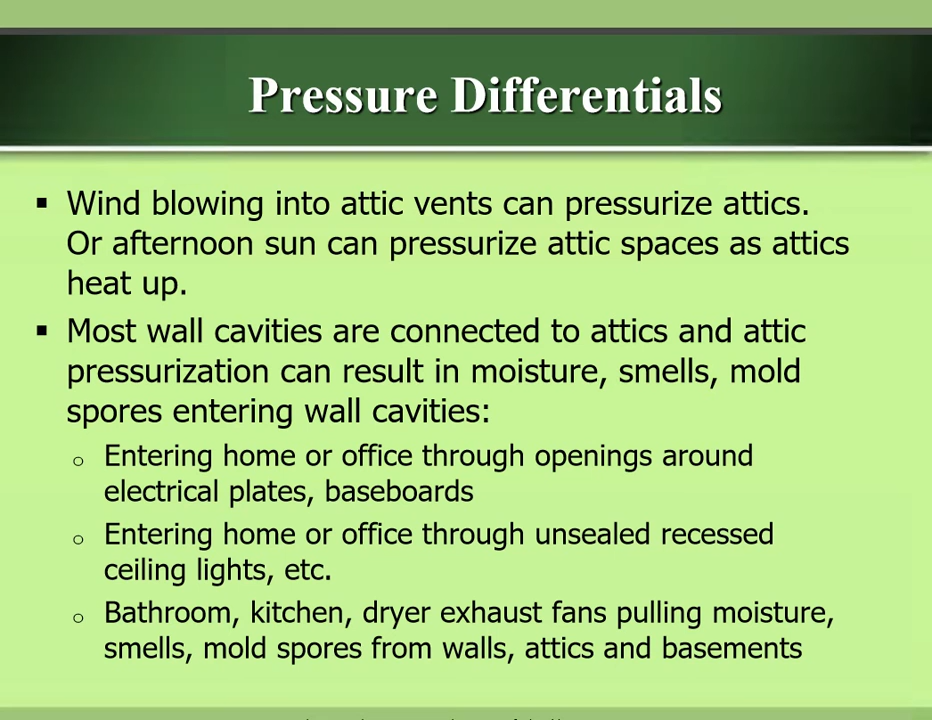 Pressure Differentials
▪ Wind blowing into attic vents can pressurize attics.
Or afternoon sun can pressurize attic spaces as attics
heat up.
▪ Most wall cavities are connected to attics and attic
pressurization can result in moisture, smells, mold
spores entering wall cavities:
o Entering home or office through openings around
electrical plates, baseboards
o Entering home or office through unsealed recessed
ceiling lights, etc.
o Bathroom, kitchen, dryer exhaust fans pulling moisture,
smells, mold spores from walls, attics and basements